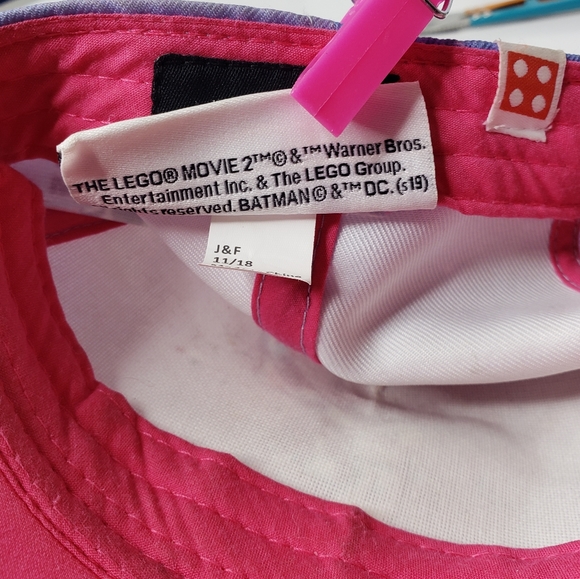 THE LEGO® MOVIE 2™© &™ Warner Bros.
Entertainment Inc. & The LEGO Group.
rights reserved. BATMAN © &™ DC. (s19)
J&F
11/18